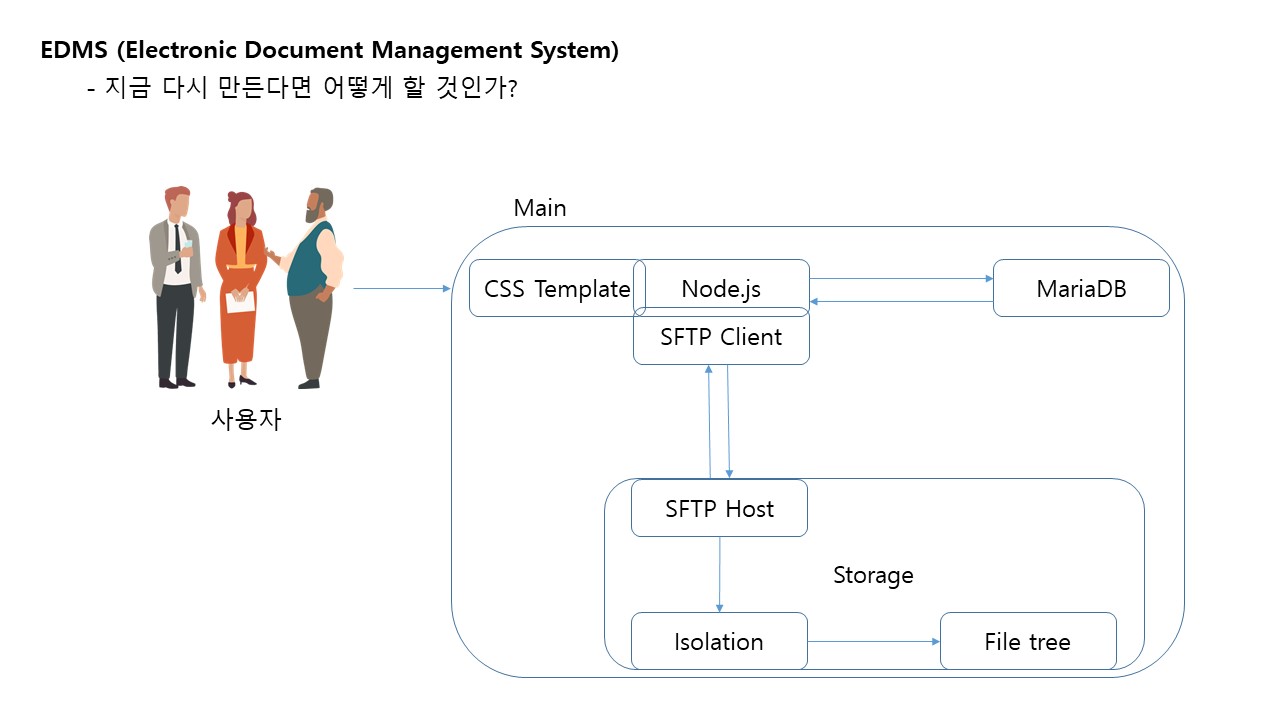 EDMS (Electronic Document Management System)
- 지금 다시 만든다면 어떻게 할 것인가?
Main
CSS Template
Node.js
MariaDB
SFTP Client
사용자
SFTP Host
Storage
Isolation
File tree